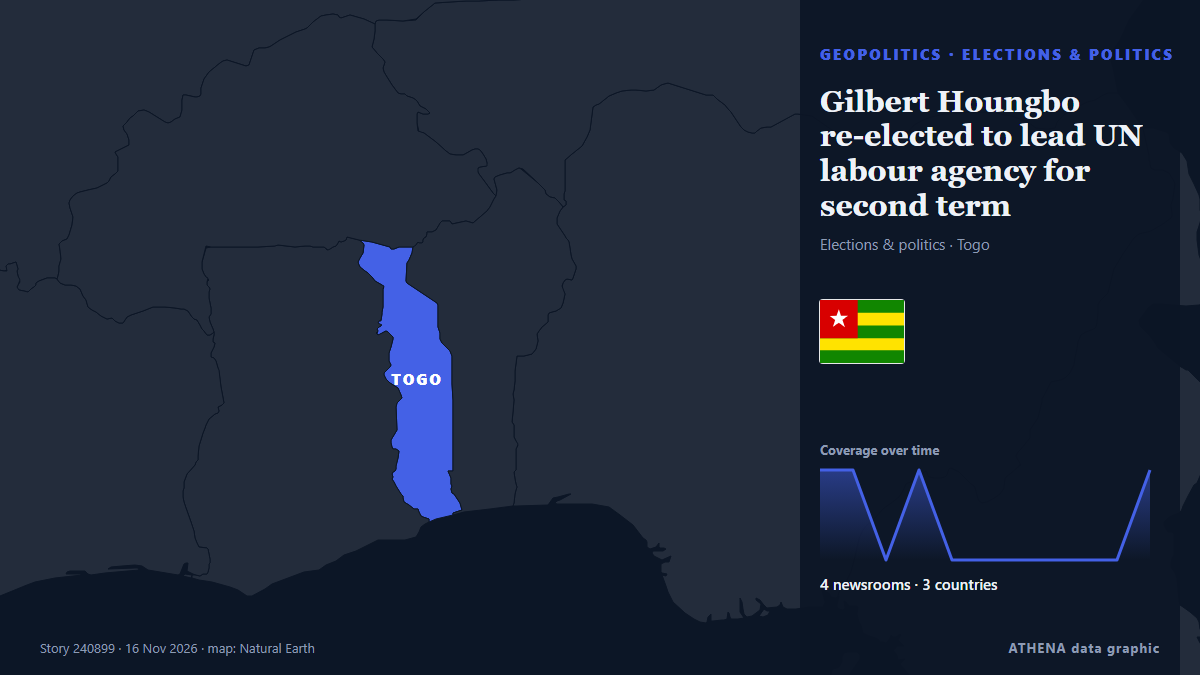 GEOPOLITICS · ELECTIONS & POLITICS
Gilbert Houngbo
re-elected to lead UN
labour agency for
second term
Elections & politics · Togo
TOGO
Coverage over time
4 newsrooms · 3 countries
Story 240899 · 16 Nov 2026 · map: Natural Earth
ATHENA data graphic